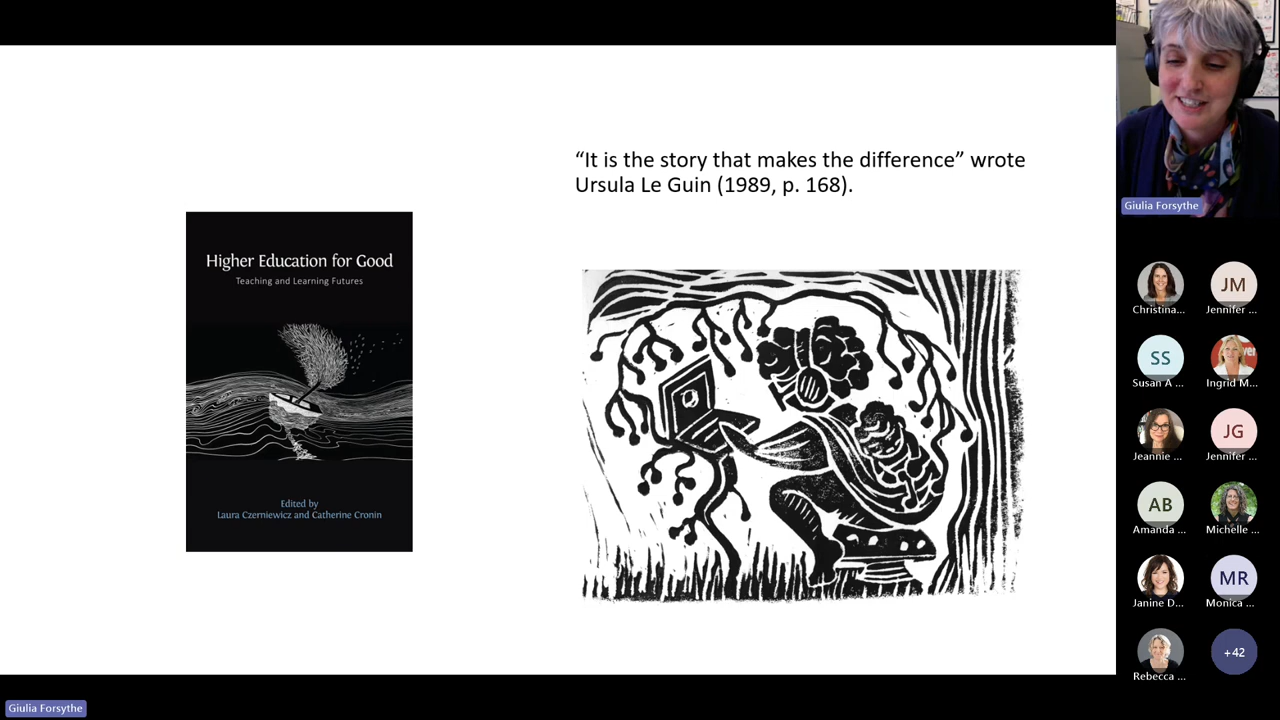 “It is the story that makes the difference” wrote
Ursula Le Guin (1989, p. 168).
Higher Education for Good
Teaching and Learning Futures
Edited by
Laura Czerniewicz and Catherine Cronin
Giulia Forsythe
Christina...
JM
Jennifer ...
SS
Susan A ...
Ingrid M...
Jeannie ...
JG
Jennifer ...
AB
Amanda ...
Michelle ...
Janine D...
MR
Monica ...
Rebecca ...
+42
Giulia Forsythe